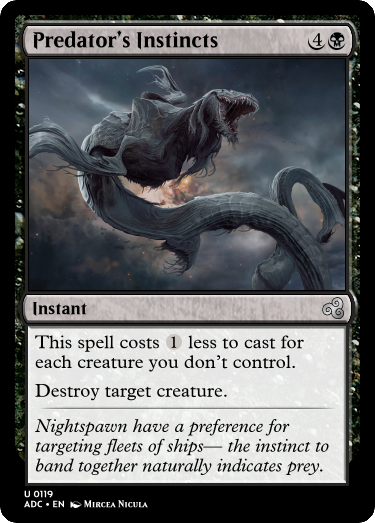 Predator's Instincts 4
Instant
This spell costs 1 less to cast for
each creature you don't control.
Destroy target creature.
Nightspawn have a preference for
targeting fleets of ships— the instinct to
band together naturally indicates prey.
U 0119
ADC • EN Mircea Nicula